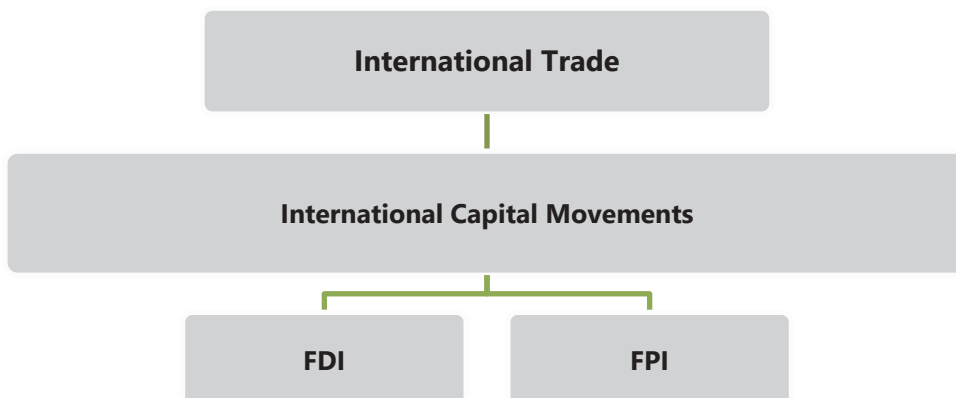 International Trade
International Capital Movements
FDI
FPI